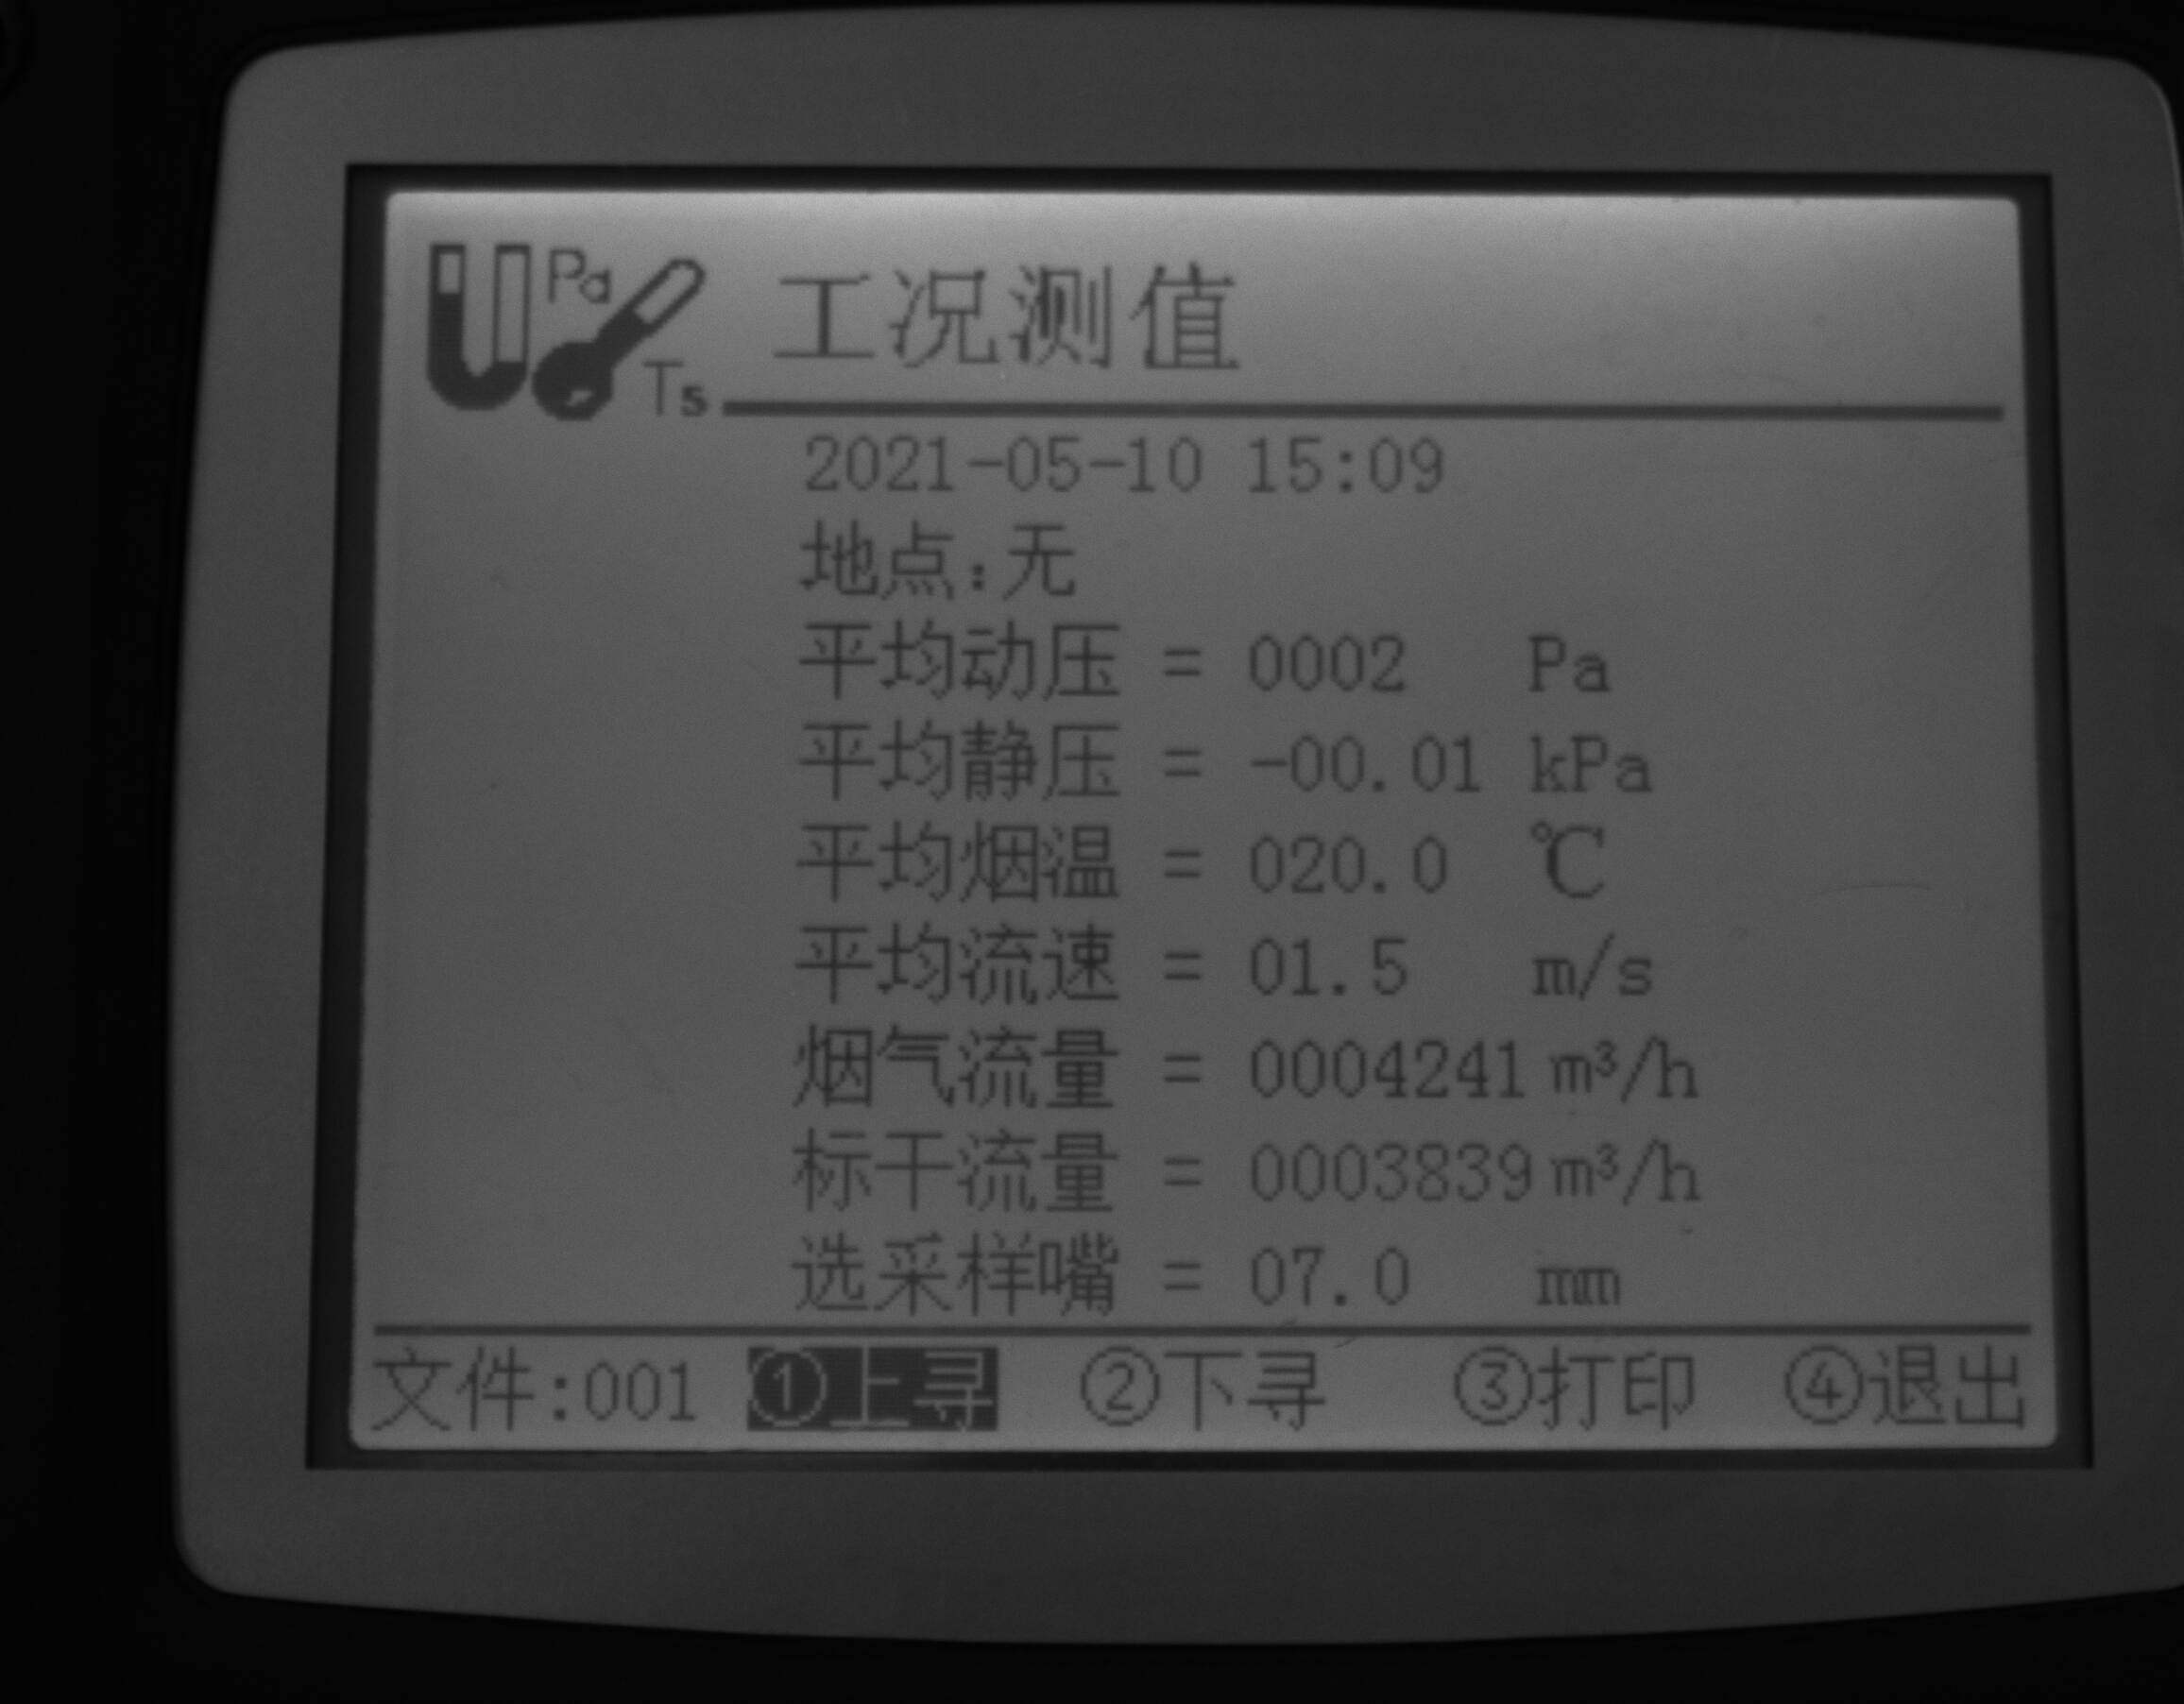 Pa
Ts
工况测值
2021-05-10 15:09
地点:无
平均动压 = 0002 Pa
平均静压 = -00.01 kPa
平均烟温 = 020.0 ℃
平均流速 = 01.5 m/s
烟气流量 = 0004241 m³/h
标干流量 = 0003839 m³/h
选采样嘴 = 07.0 mm
文件:001 ①上寻 ②下寻 ③打印 ④退出